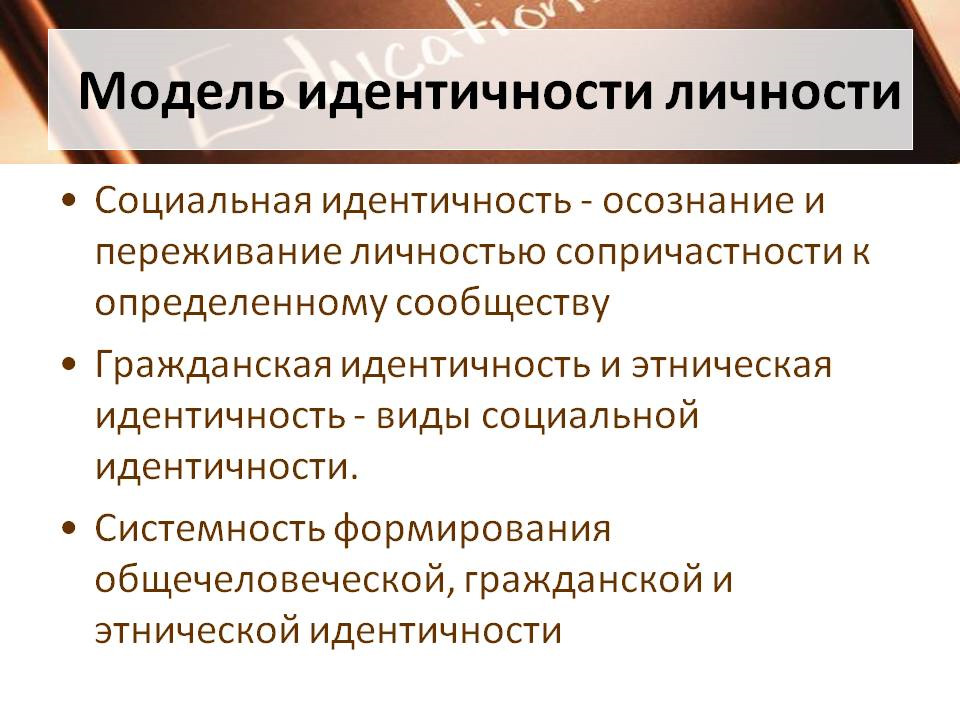 Education
Модель идентичности личности
• Социальная идентичность - осознание и
переживание личностью сопричастности к
определенному сообществу
• Гражданская идентичность и этническая
идентичность - виды социальной
идентичности.
• Системность формирования
общечеловеческой, гражданской и
этнической идентичности